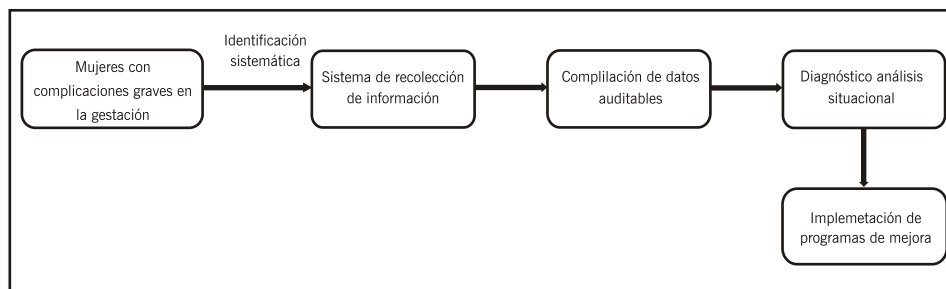 Mujeres con
complicaciones graves en
la gestación
Identificación
sistemática
Sistema de recolección
de información
Complilación de datos
auditables
Diagnóstico análisis
situacional
Implemetación de
programas de mejora